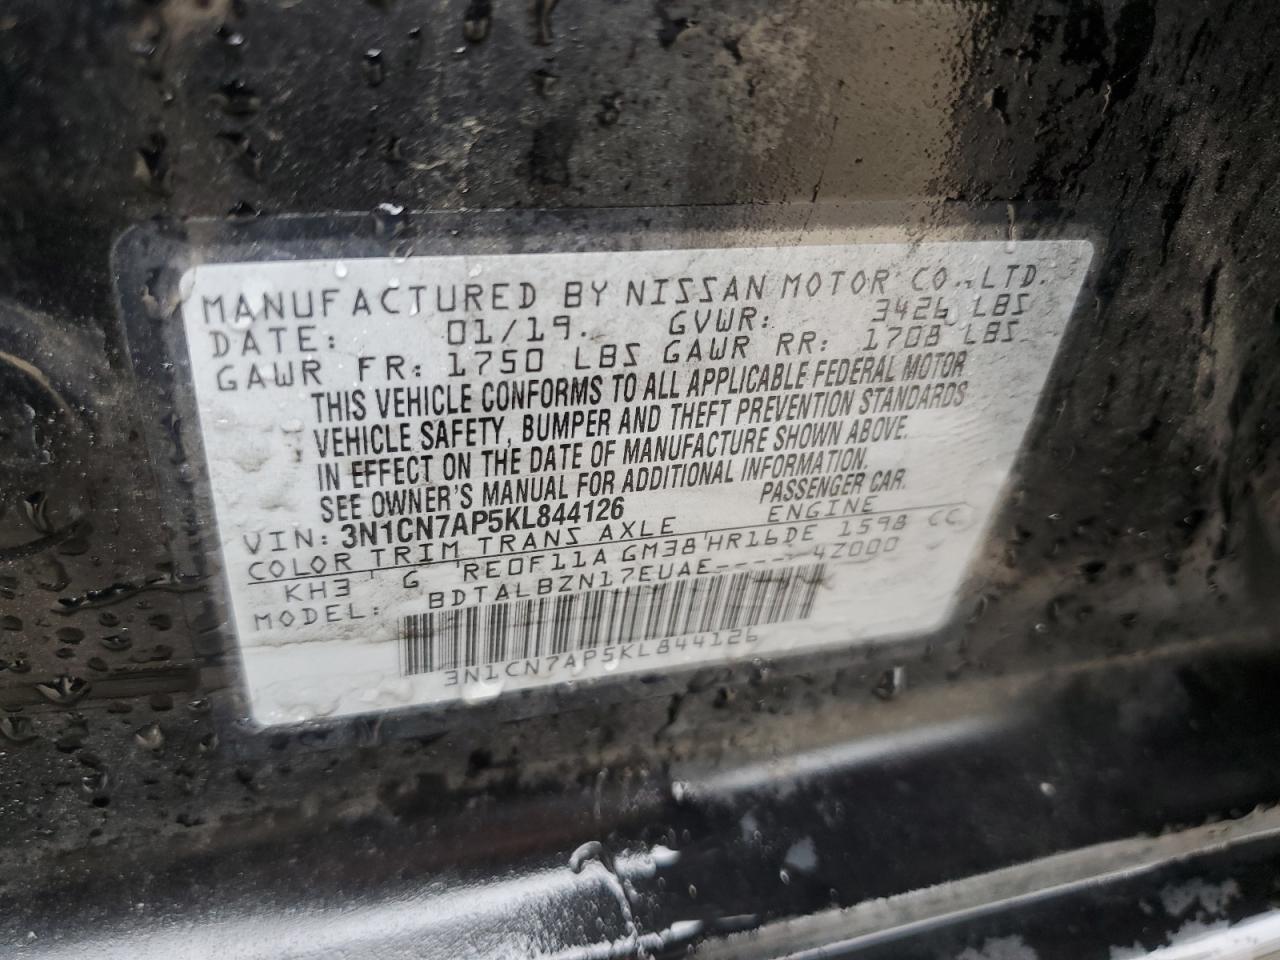 MANUFACTURED BY NISSAN MOTOR CO., LTD.
DATE: 01/19. GVWR: 3426 LBS
GAWR FR: 1750 LBS GAWR RR: 1708 LBS
THIS VEHICLE CONFORMS TO ALL APPLICABLE FEDERAL MOTOR
VEHICLE SAFETY, BUMPER AND THEFT PREVENTION STANDARDS
IN EFFECT ON THE DATE OF MANUFACTURE SHOWN ABOVE.
SEE OWNER'S MANUAL FOR ADDITIONAL INFORMATION.
VIN: 3N1CN7AP5KL844126 PASSENGER CAR.
COLOR TRIM TRANS AXLE ENGINE
KH3 G RE0F11A GM38 HR16DE 1598 CC
MODEL: BDTALBZN17EUAE----- 4Z000
3N1CN7AP5KL844126